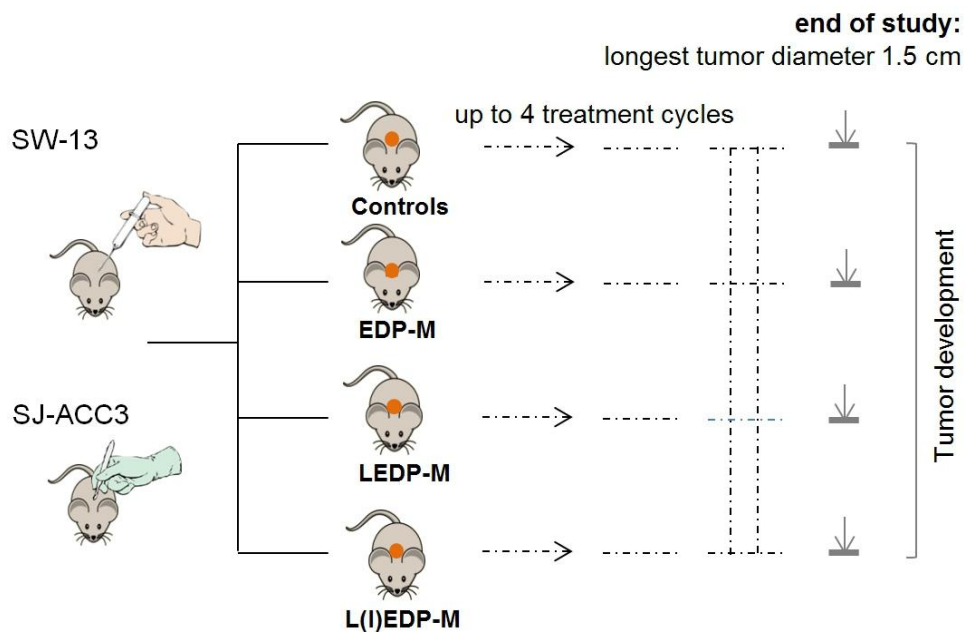 end of study:
longest tumor diameter 1.5 cm
SW-13
up to 4 treatment cycles
Controls
EDP-M
SJ-ACC3
LEDP-M
L(l)EDP-M
Tumor development